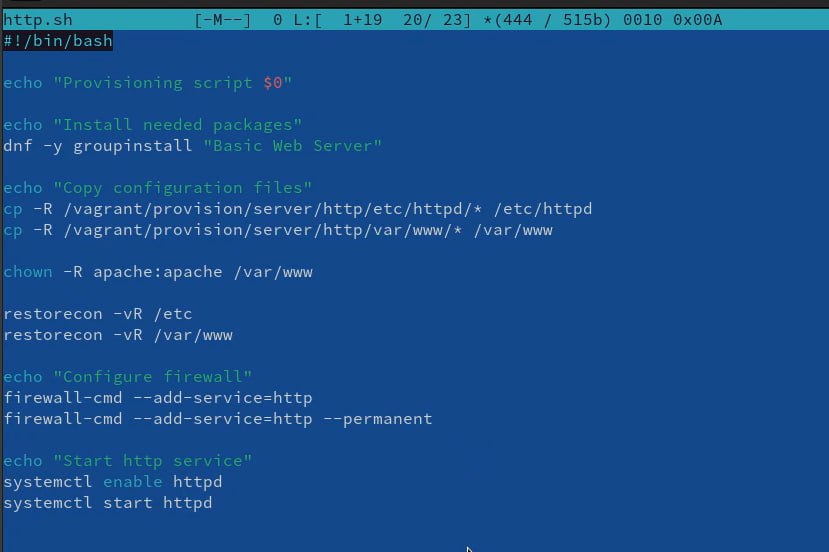 http.sh [-M--] 0 L:[ 1+19 20/ 23] *(444 / 515b) 0010 0x00A
#!/bin/bash
echo "Provisioning script $0"
echo "Install needed packages"
dnf -y groupinstall "Basic Web Server"
echo "Copy configuration files"
cp -R /vagrant/provision/server/http/etc/httpd/* /etc/httpd
cp -R /vagrant/provision/server/http/var/www/* /var/www
chown -R apache:apache /var/www
restorecon -vR /etc
restorecon -vR /var/www
echo "Configure firewall"
firewall-cmd --add-service=http
firewall-cmd --add-service=http --permanent
echo "Start http service"
systemctl enable httpd
systemctl start httpd